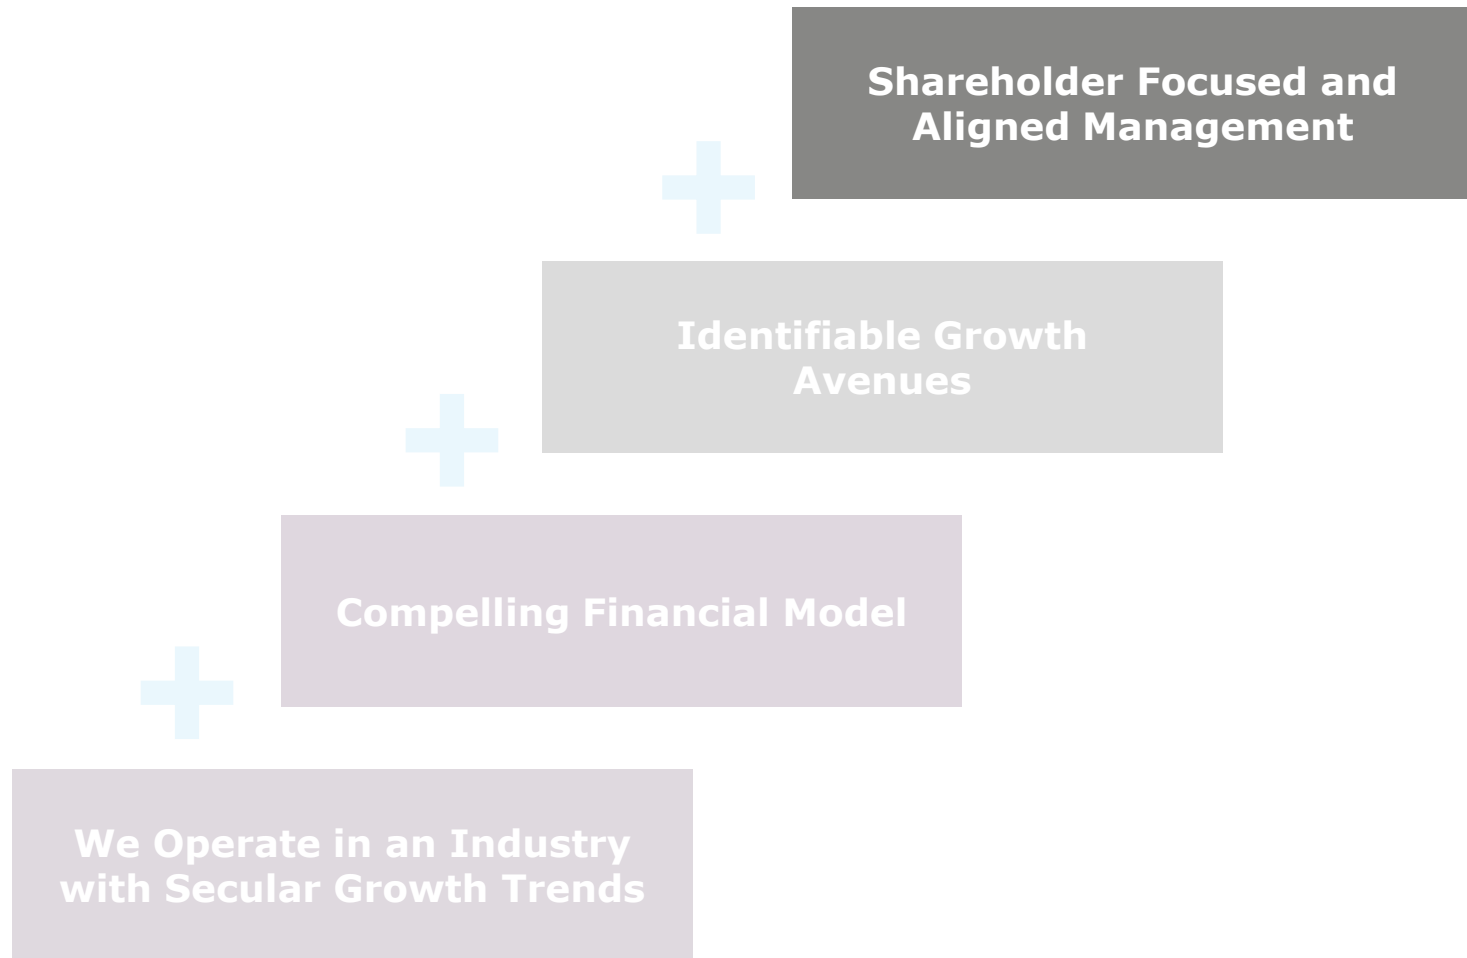 Shareholder Focused and
Aligned Management
Identifiable Growth
Avenues
Compelling Financial Model
We Operate in an Industry
with Secular Growth Trends